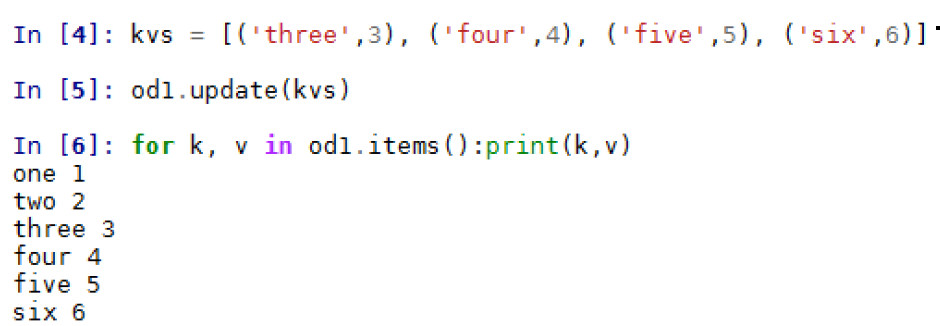 In [4]: kvs = [('three',3), ('four',4), ('five',5), ('six',6)]
In [5]: od1.update(kvs)
In [6]: for k, v in od1.items():print(k,v)
one 1
two 2
three 3
four 4
five 5
six 6